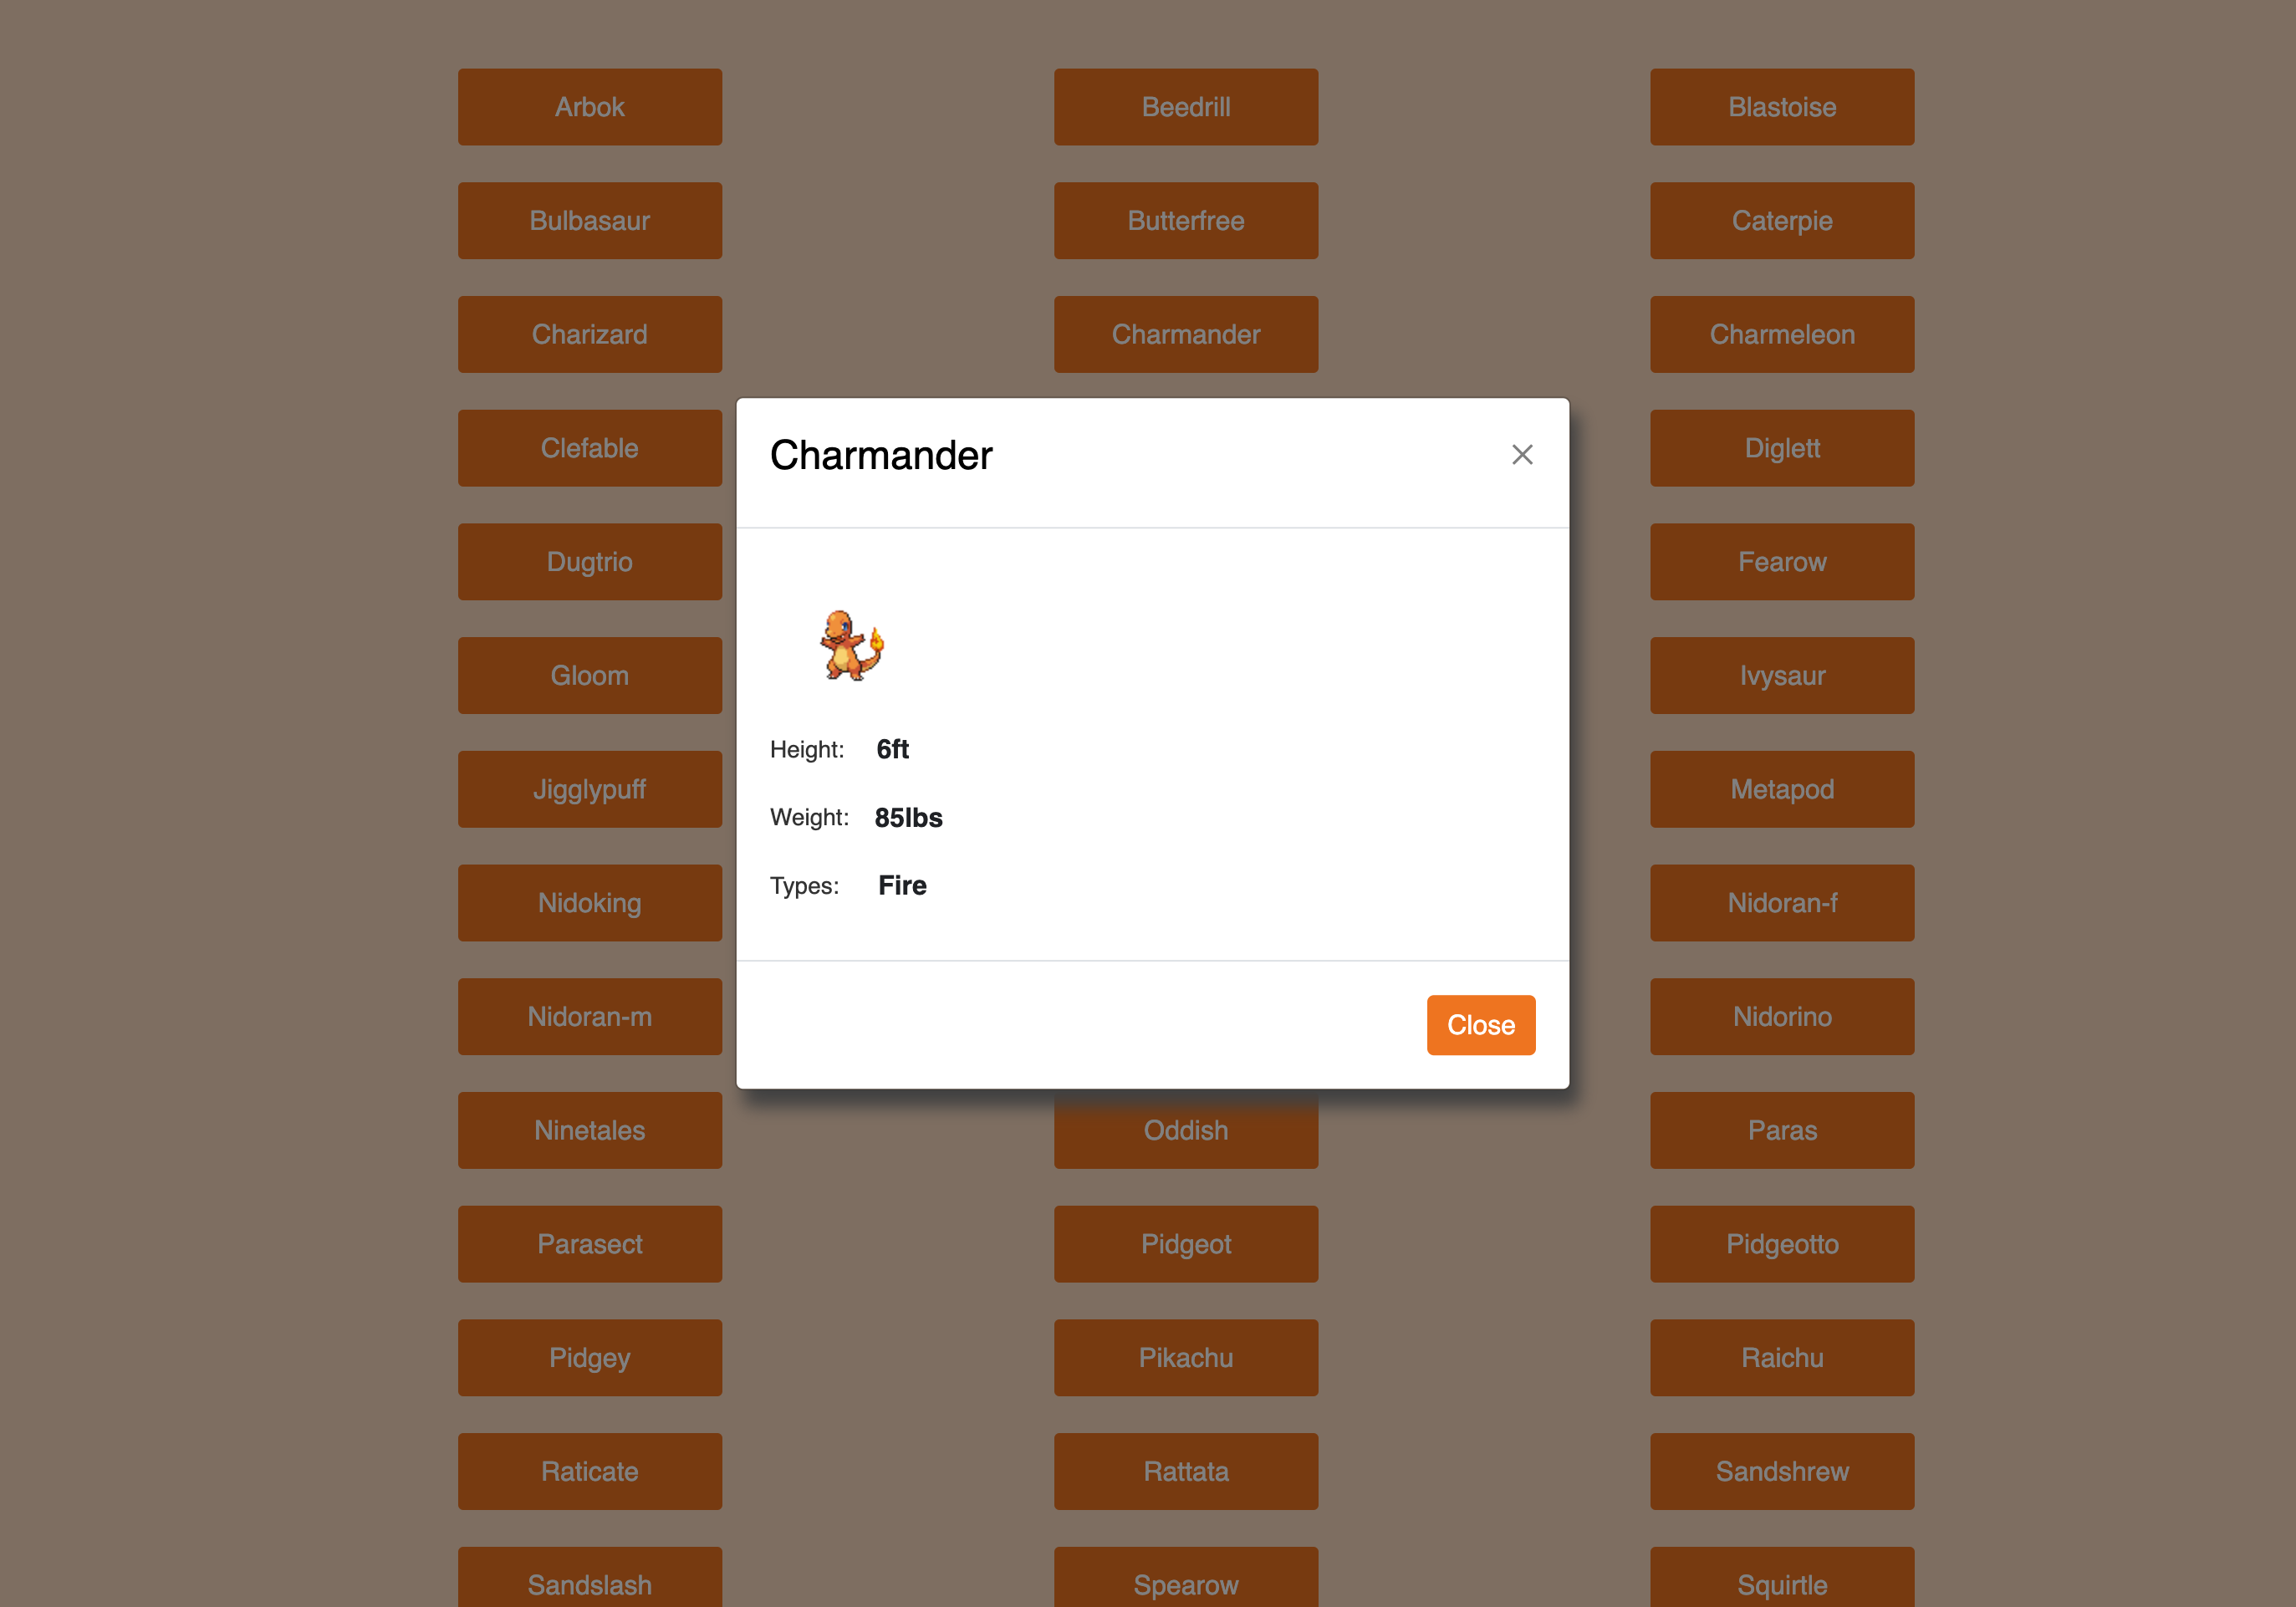 Arbok
Beedrill
Blastoise
Bulbasaur
Butterfree
Caterpie
Charizard
Charmander
Charmeleon
Clefable
Diglett
Dugtrio
Fearow
Gloom
Ivysaur
Jigglypuff
Metapod
Nidoking
Nidoran-f
Nidoran-m
Nidorino
Ninetales
Oddish
Paras
Parasect
Pidgeot
Pidgeotto
Pidgey
Pikachu
Raichu
Raticate
Rattata
Sandshrew
Sandslash
Spearow
Squirtle
Charmander
Height: 6ft
Weight: 85lbs
Types: Fire
Close